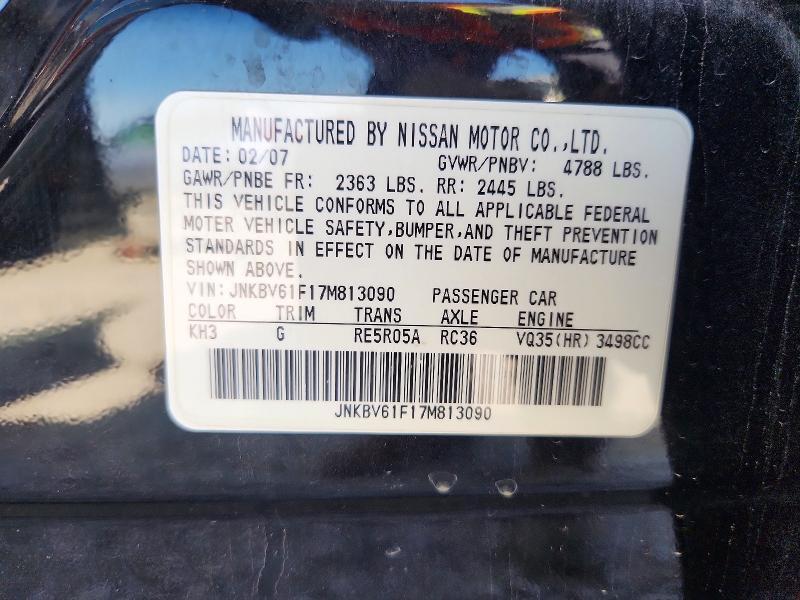 MANUFACTURED BY NISSAN MOTOR CO.,LTD.
DATE: 02/07 GVWR/PNBV: 4788 LBS.
GAWR/PNBE FR: 2363 LBS. RR: 2445 LBS.
THIS VEHICLE CONFORMS TO ALL APPLICABLE FEDERAL
MOTER VEHICLE SAFETY,BUMPER,AND THEFT PREVENTION
STANDARDS IN EFFECT ON THE DATE OF MANUFACTURE
SHOWN ABOVE.
VIN: JNKBV61F17M813090 PASSENGER CAR
COLOR TRIM TRANS AXLE ENGINE
KH3 G RE5R05A RC36 VQ35(HR) 3498CC
JNKBV61F17M813090